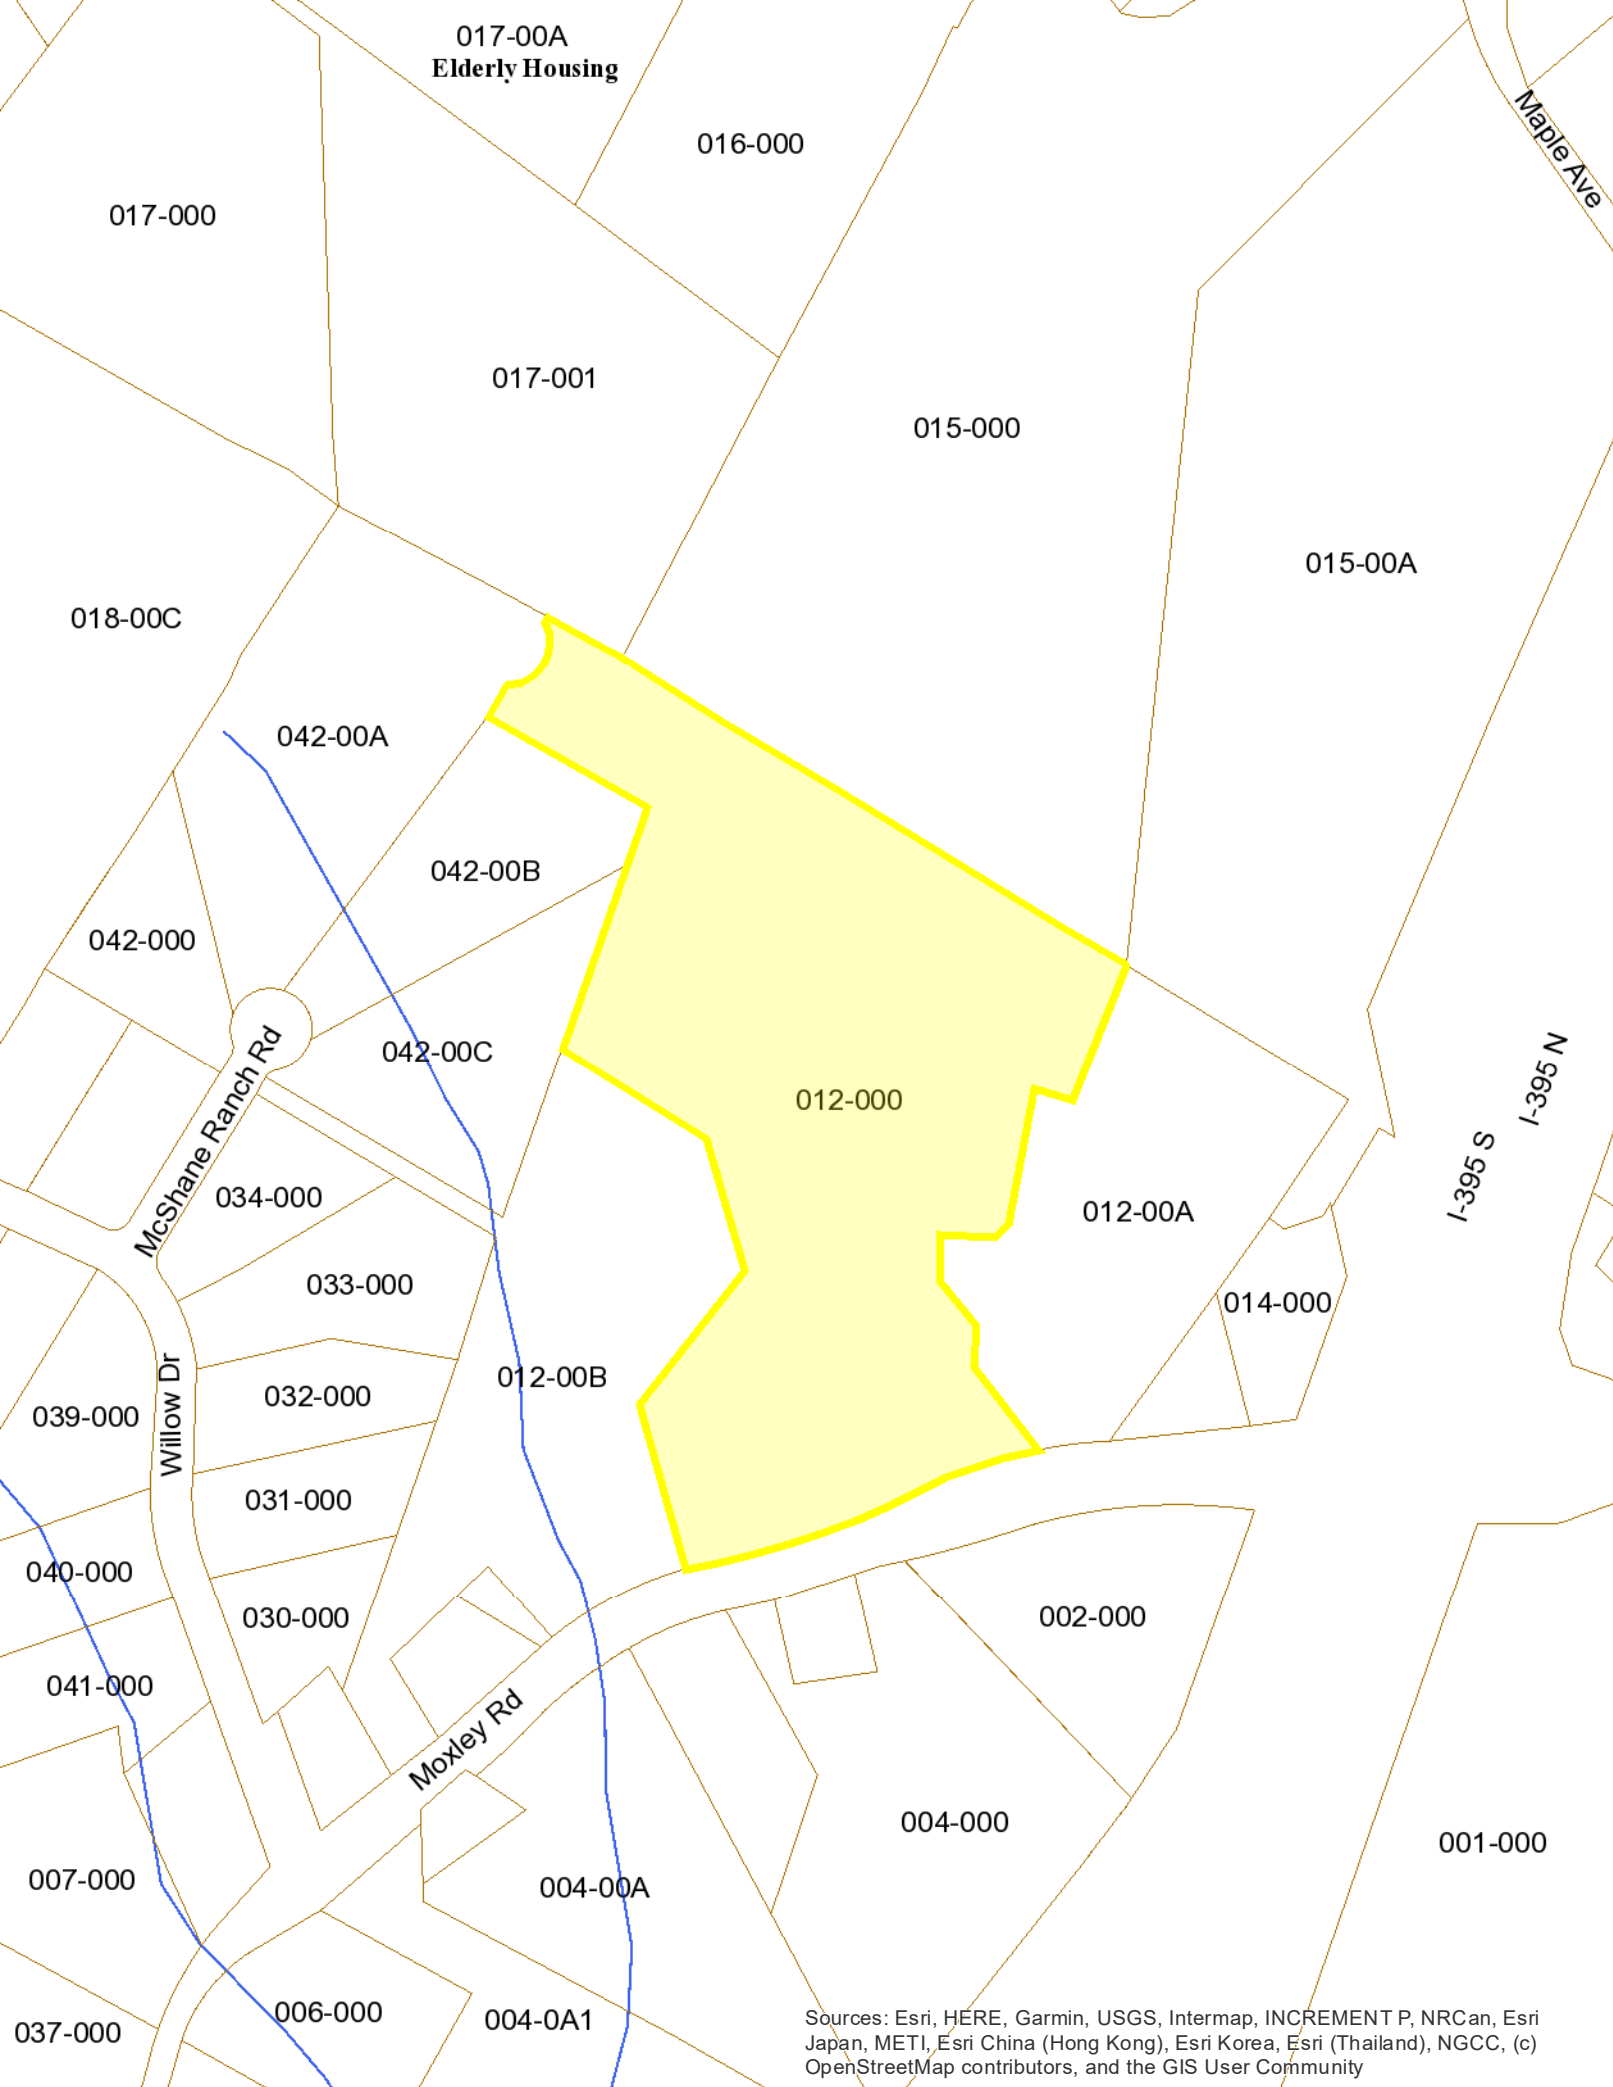 017-00A
Elderly Housing
Maple Ave
016-000
017-000
017-001
015-000
015-00A
018-00C
042-00A
042-00B
042-000
042-00C
I-395 N
012-000
McShane Ranch Rd
I-395 S
034-000
012-00A
033-000
014-000
012-00B
032-000
039-000
Willow Dr
031-000
040-000
030-000
002-000
041-000
Moxley Rd
004-000
001-000
007-000
004-00A
006-000
004-0A1
037-000
Sources: Esri, HERE, Garmin, USGS, Intermap, INCREMENT P, NRCan, Esri
Japan, METI, Esri China (Hong Kong), Esri Korea, Esri (Thailand), NGCC, (c)
OpenStreetMap contributors, and the GIS User Community